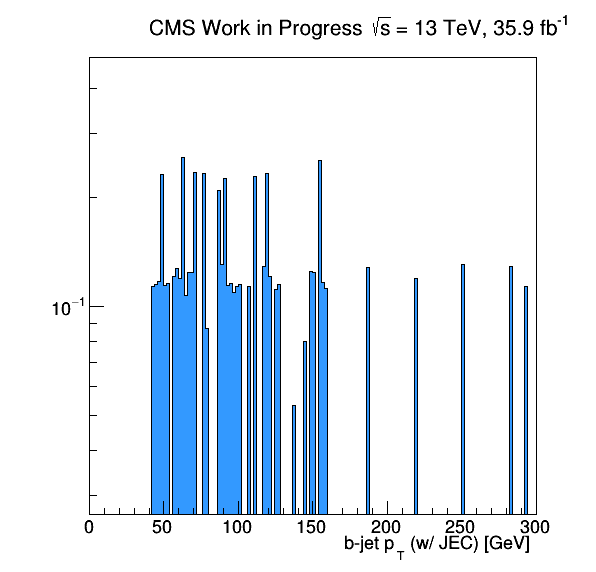 CMS Work in Progress √s = 13 TeV, 35.9 fb⁻¹
10⁻¹
0 50 100 150 200 250 300
b-jet p_T (w/ JEC) [GeV]